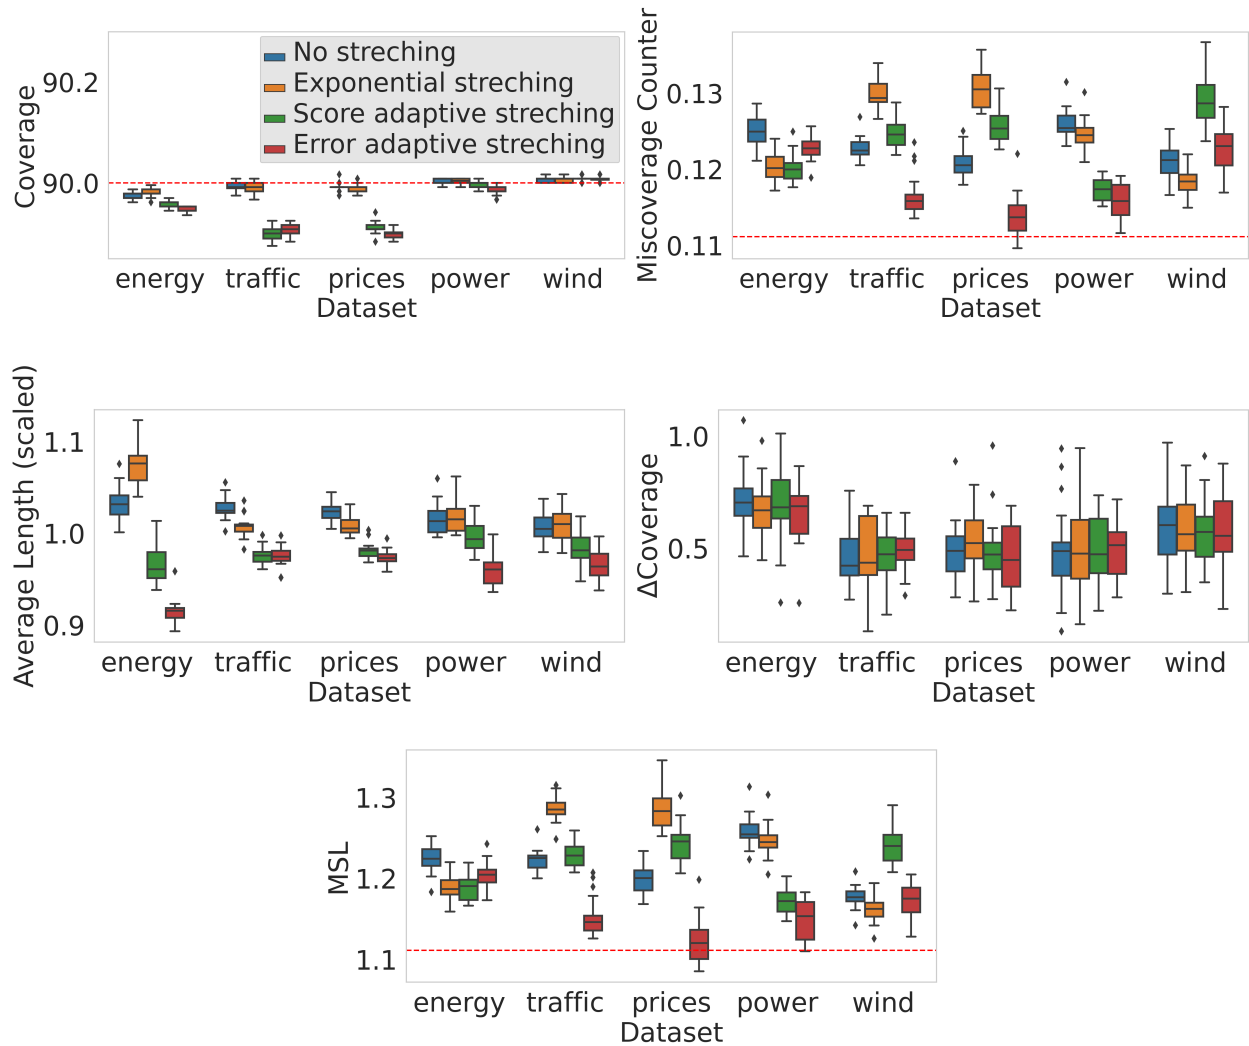 Coverage
90.2
90.0
No streching
Exponential streching
Score adaptive streching
Error adaptive streching
energy traffic prices power wind
Dataset
Miscoverage Counter
0.13
0.12
0.11
energy traffic prices power wind
Dataset
Average Length (scaled)
1.1
1.0
0.9
energy traffic prices power wind
Dataset
ΔCoverage
1.0
0.5
energy traffic prices power wind
Dataset
MSL
1.3
1.2
1.1
energy traffic prices power wind
Dataset